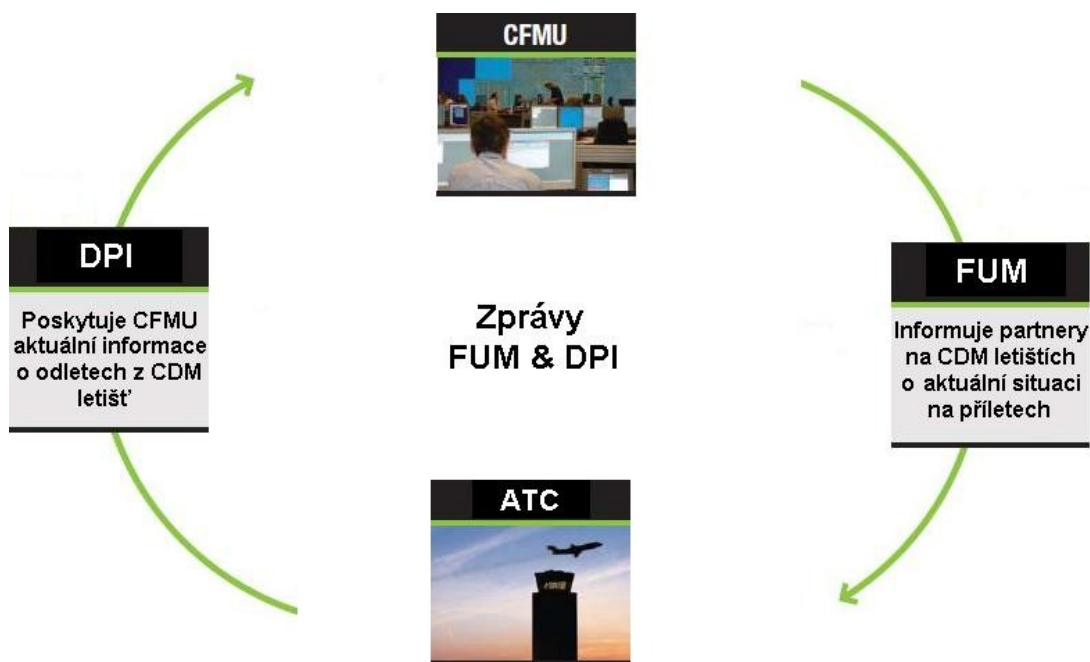 CFMU
DPI
Poskytuje CFMU
aktuální informace
o odletech z CDM
letišť
Zprávy
FUM & DPI
FUM
Informuje partnery
na CDM letištích
o aktuální situaci
na příletech
ATC